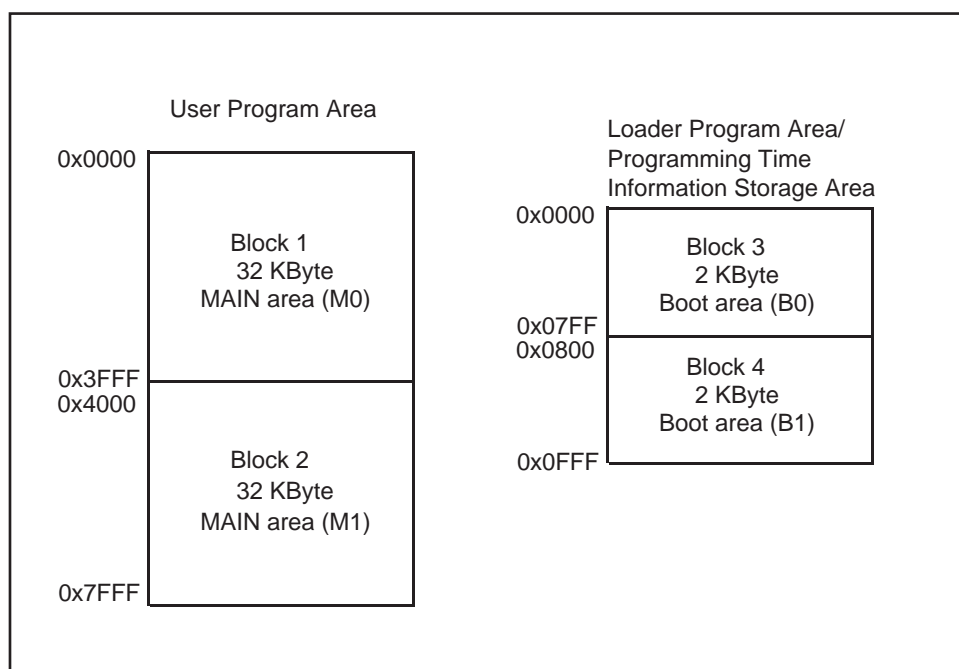 User Program Area
0x0000
Block 1
32 KByte
MAIN area (M0)
0x3FFF
0x4000
Block 2
32 KByte
MAIN area (M1)
0x7FFF
Loader Program Area/
Programming Time
Information Storage Area
0x0000
Block 3
2 KByte
Boot area (B0)
0x07FF
0x0800
Block 4
2 KByte
Boot area (B1)
0x0FFF